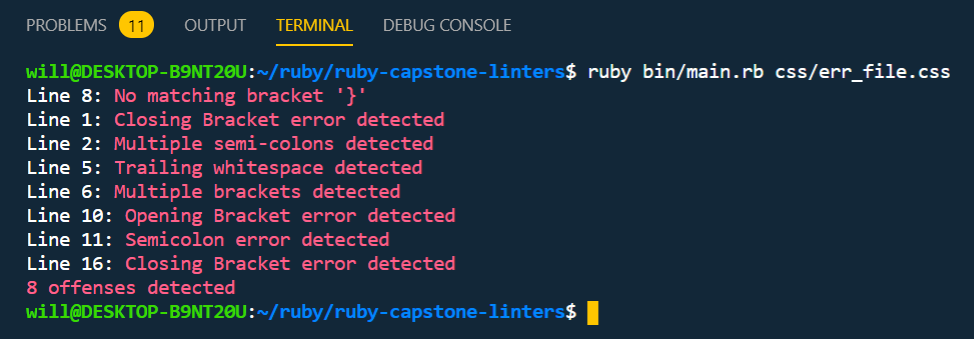 PROBLEMS 11 OUTPUT TERMINAL DEBUG CONSOLE
will@DESKTOP-B9NT20U:~/ruby/ruby-capstone-linters$ ruby bin/main.rb css/err_file.css
Line 8: No matching bracket '}'
Line 1: Closing Bracket error detected
Line 2: Multiple semi-colons detected
Line 5: Trailing whitespace detected
Line 6: Multiple brackets detected
Line 10: Opening Bracket error detected
Line 11: Semicolon error detected
Line 16: Closing Bracket error detected
8 offenses detected
will@DESKTOP-B9NT20U:~/ruby/ruby-capstone-linters$